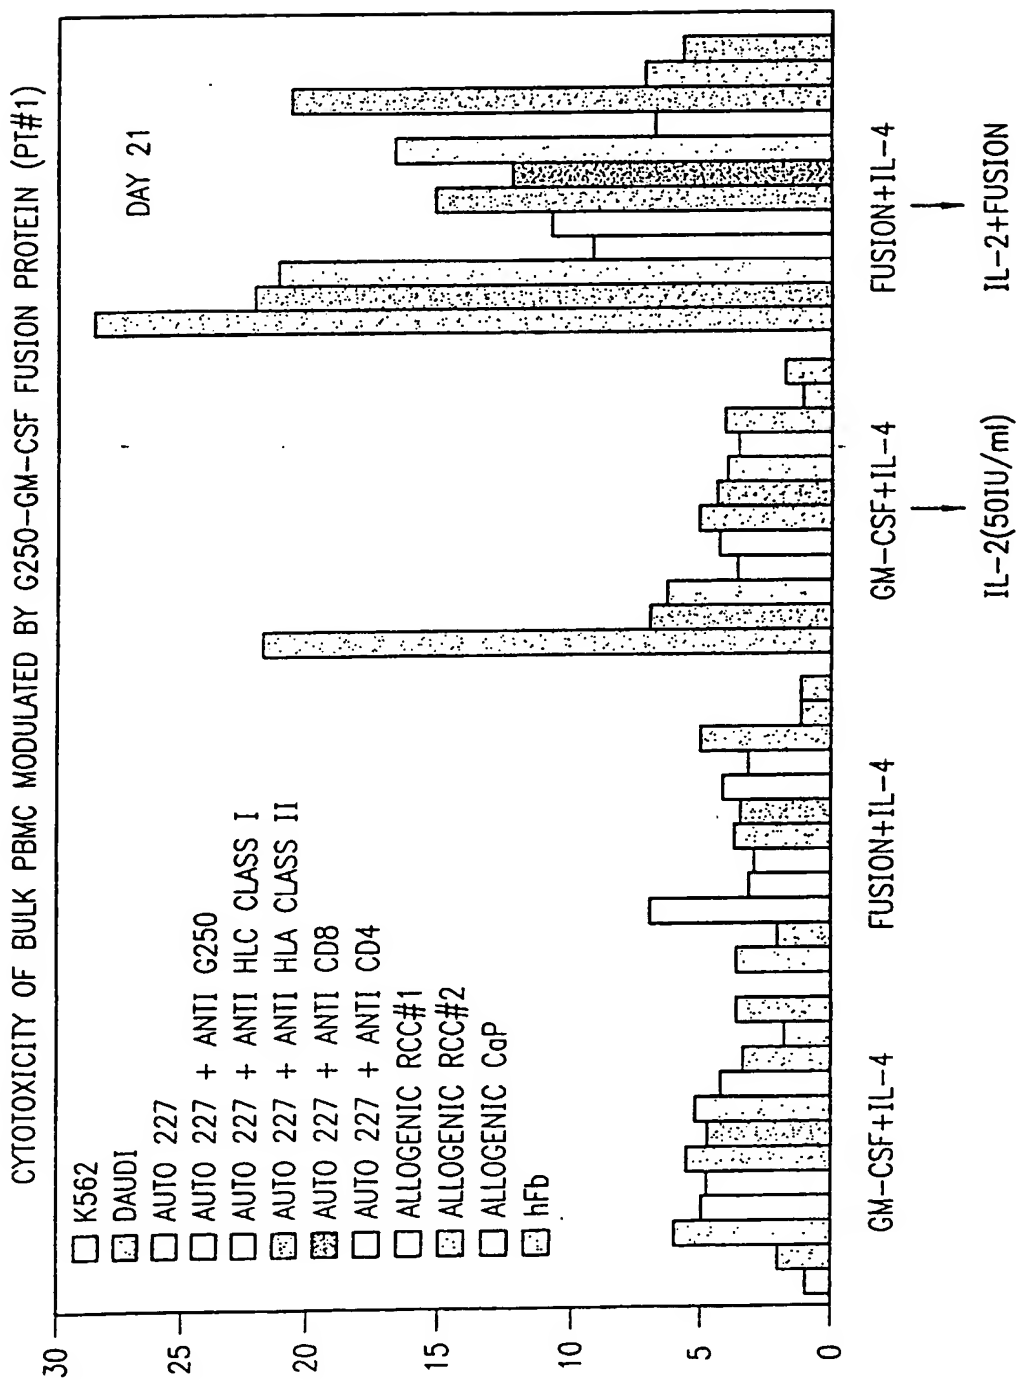 CYTOTOXICITY OF BULK PBMC MODULATED BY G250-GM-CSF FUSION PROTEIN (PT#1)
DAY 21
K562
DAUDI
AUTO 227
AUTO 227 + ANTI G250
AUTO 227 + ANTI HLC CLASS I
AUTO 227 + ANTI HLA CLASS II
AUTO 227 + ANTI CD8
AUTO 227 + ANTI CD4
ALLOGENIC RCC#1
ALLOGENIC RCC#2
ALLOGENIC CaP
hFb
30
25
20
15
10
5
0
GM-CSF+IL-4
FUSION+IL-4
GM-CSF+IL-4
FUSION+IL-4
IL-2(50IU/ml)
IL-2+FUSION